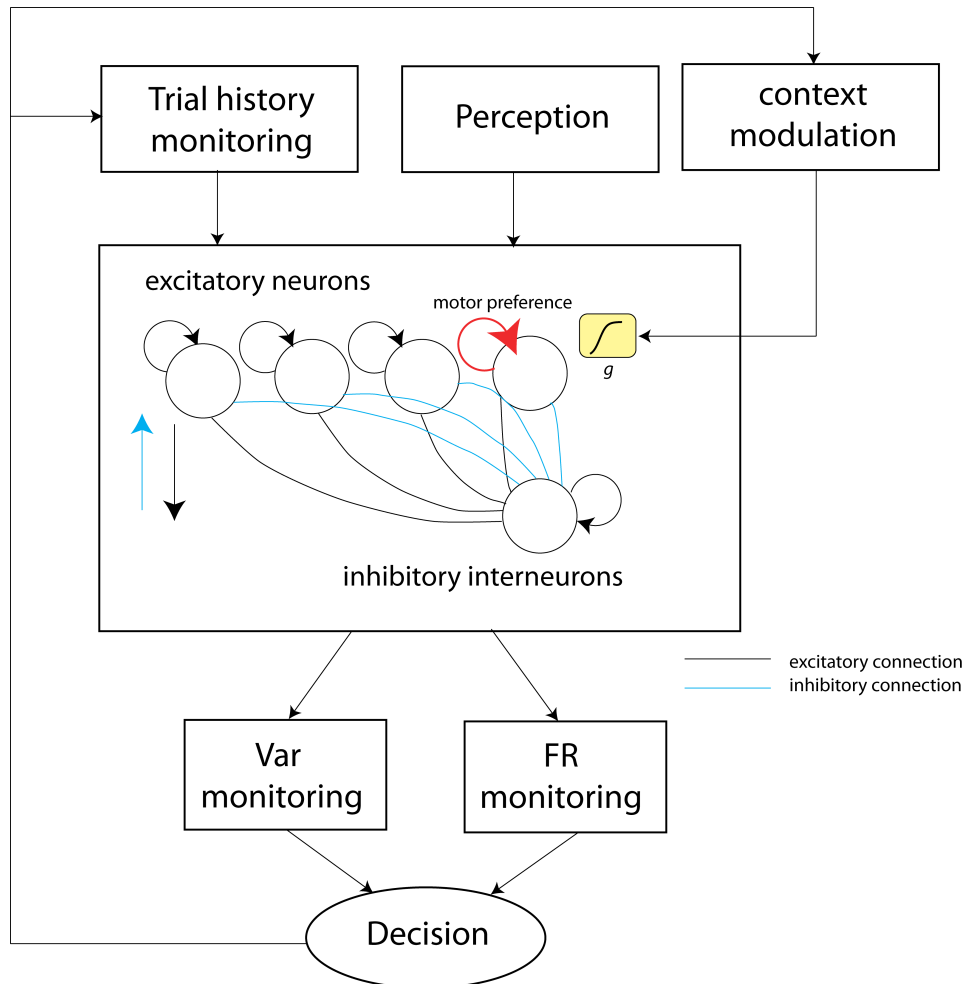 Trial history
monitoring
Perception
context
modulation
excitatory neurons
motor preference
g
inhibitory interneurons
excitatory connection
inhibitory connection
Var
monitoring
FR
monitoring
Decision